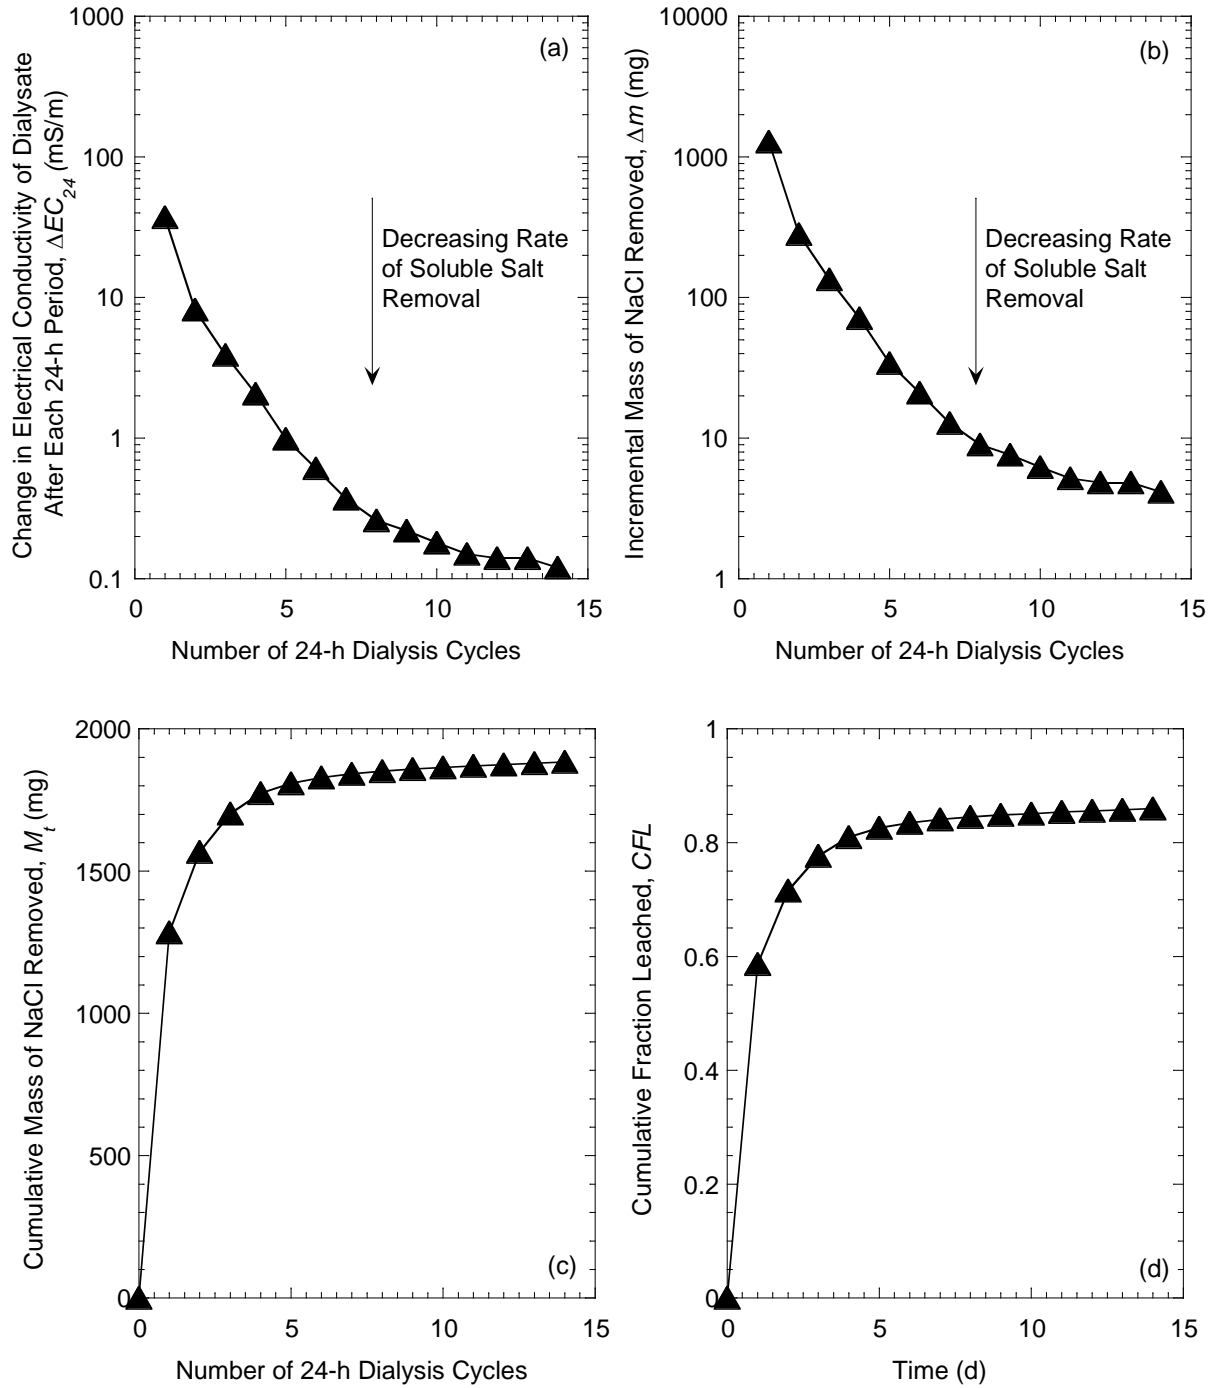 Change in Electrical Conductivity of Dialysate
After Each 24-h Period, ΔEC24 (mS/m)
1000
100
10
1
0.1
(a)
Decreasing Rate
of Soluble Salt
Removal
0 5 10 15
Number of 24-h Dialysis Cycles
Incremental Mass of NaCl Removed, Δm (mg)
10000
1000
100
10
1
(b)
Decreasing Rate
of Soluble Salt
Removal
0 5 10 15
Number of 24-h Dialysis Cycles
Cumulative Mass of NaCl Removed, Mt (mg)
2000
1500
1000
500
0
(c)
0 5 10 15
Number of 24-h Dialysis Cycles
Cumulative Fraction Leached, CFL
1
0.8
0.6
0.4
0.2
0
(d)
0 5 10 15
Time (d)